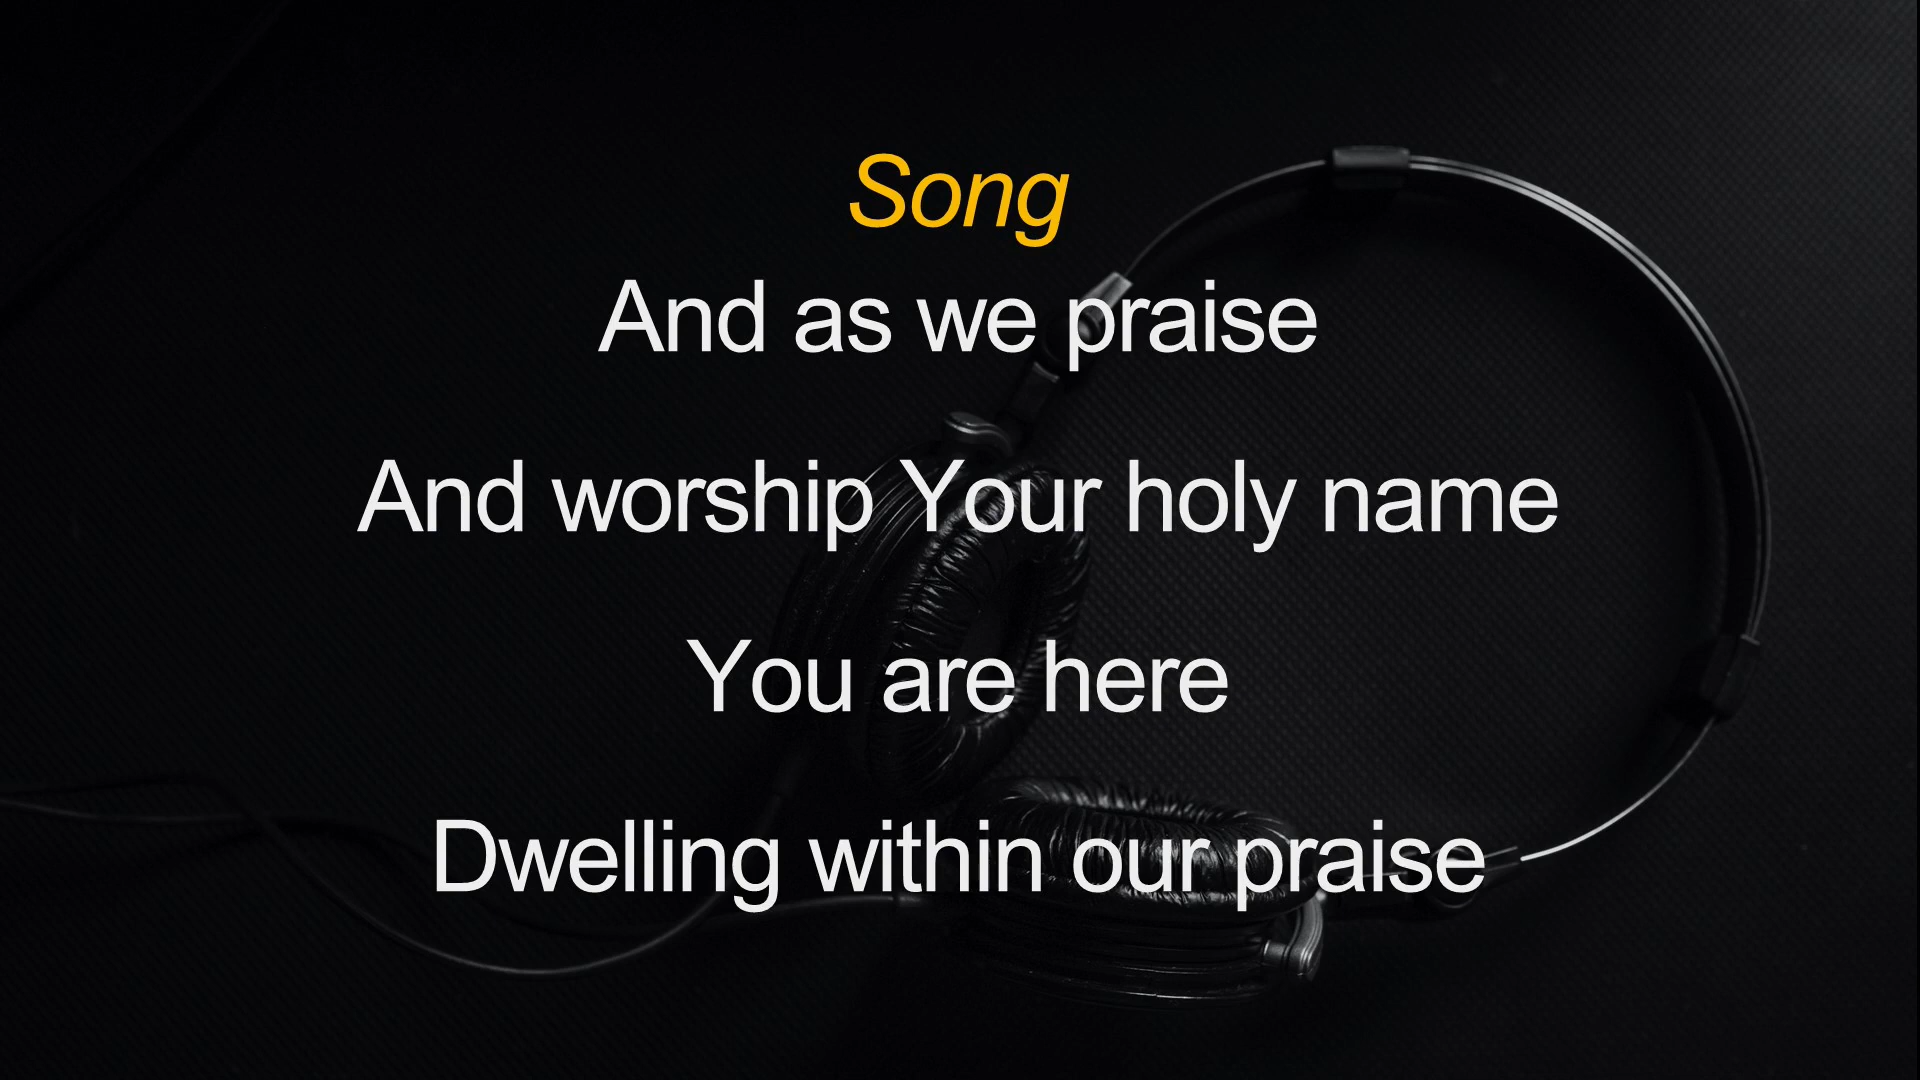 Song
And as we praise
And worship Your holy name
You are here
Dwelling within our praise